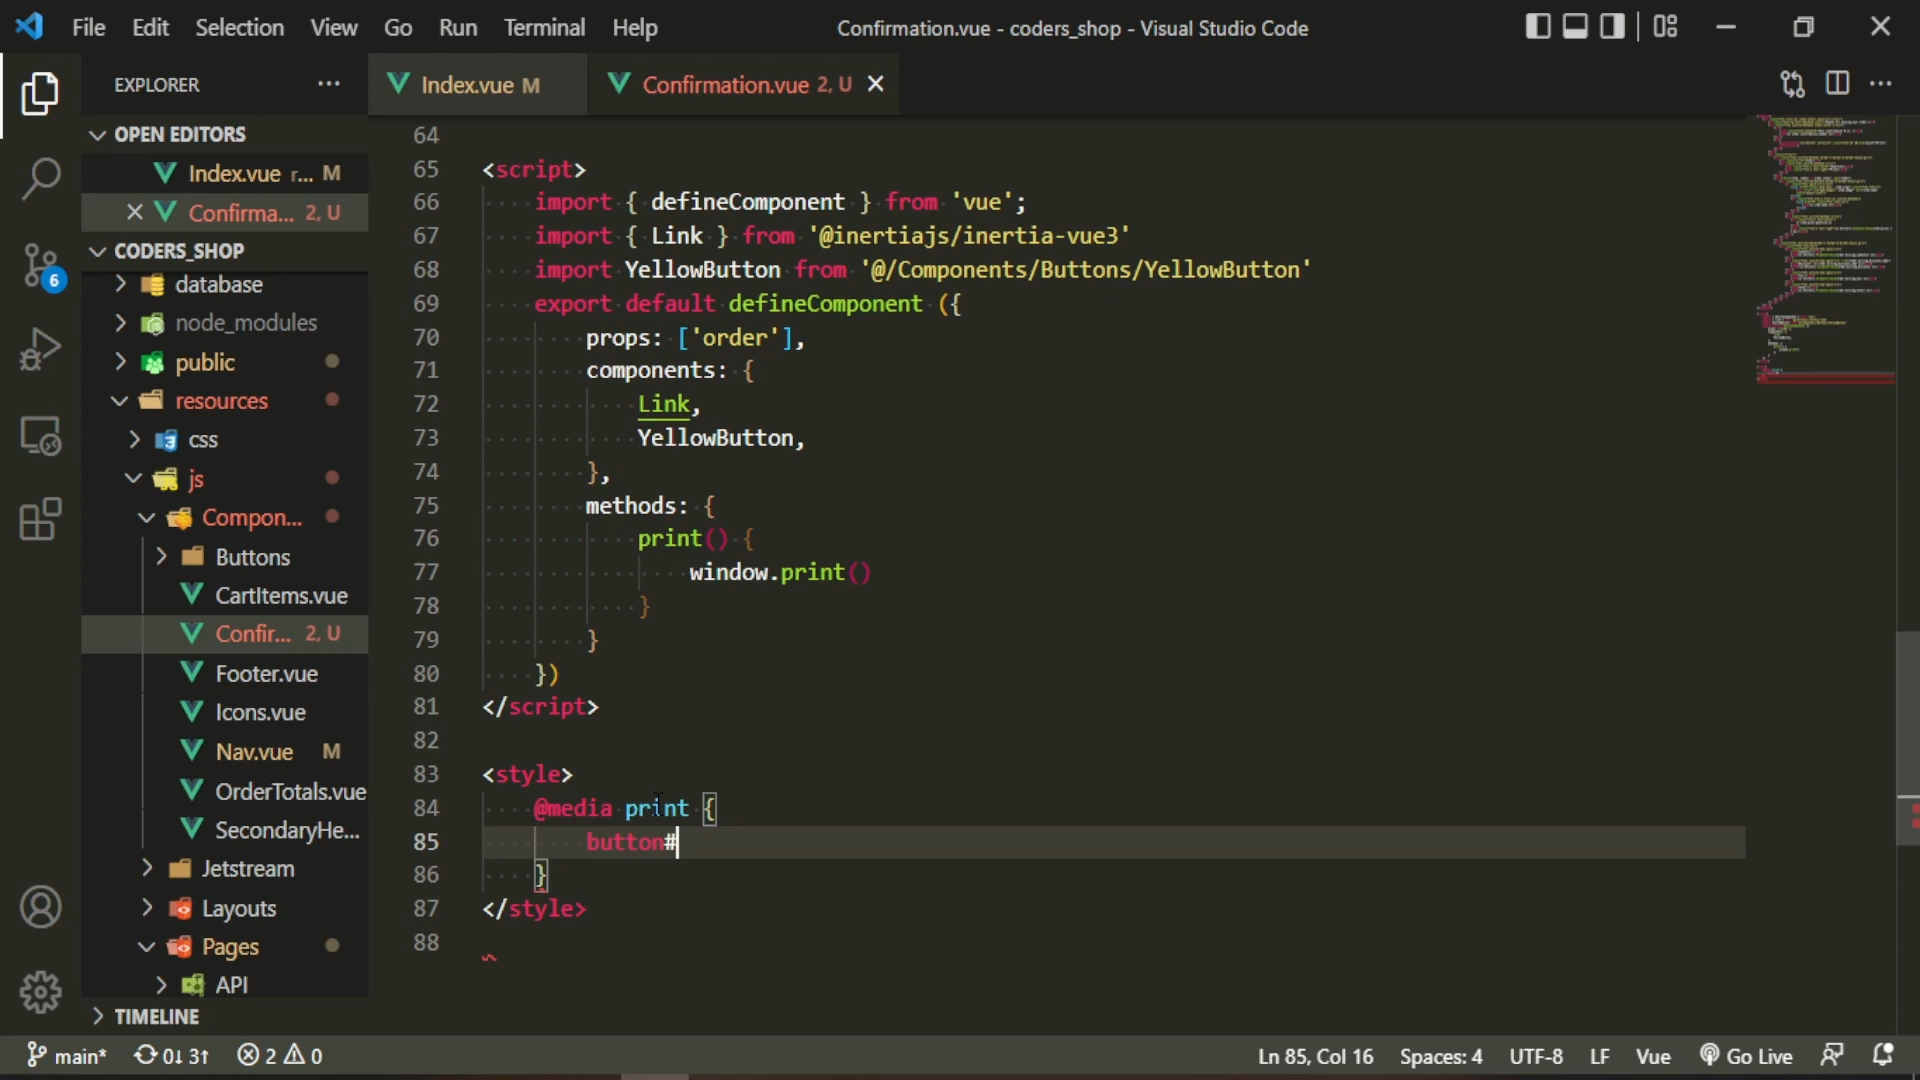 File Edit Selection View Go Run Terminal Help
Confirmation.vue - coders_shop - Visual Studio Code
EXPLORER
Index.vue M
Confirmation.vue 2, U
OPEN EDITORS
Index.vue r... M
Confirma... 2, U
CODERS_SHOP
database
node_modules
public
resources
css
js
Compon...
Buttons
CartItems.vue
Confir... 2, U
Footer.vue
Icons.vue
Nav.vue M
OrderTotals.vue
SecondaryHe...
Jetstream
Layouts
Pages
API
TIMELINE
64
65 <script>
66 import { defineComponent } from 'vue';
67 import { Link } from '@inertiajs/inertia-vue3'
68 import YellowButton from '@/Components/Buttons/YellowButton'
69 export default defineComponent ({
70 props: ['order'],
71 components: {
72 Link,
73 YellowButton,
74 },
75 methods: {
76 print() {
77 window.print()
78 }
79 }
80 })
81 </script>
82
83 <style>
84 @media print {
85 button#
86 }
87 </style>
88
6
main* 0↓ 3↑ 2 0
Ln 85, Col 16 Spaces: 4 UTF-8 LF Vue Go Live